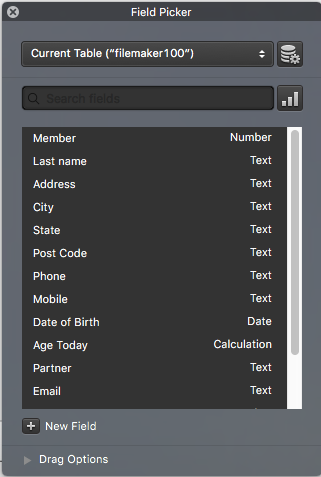 Field Picker
Current Table ("filemaker100")
Search fields
Member Number
Last name Text
Address Text
City Text
State Text
Post Code Text
Phone Text
Mobile Text
Date of Birth Date
Age Today Calculation
Partner Text
Email Text
New Field
Drag Options